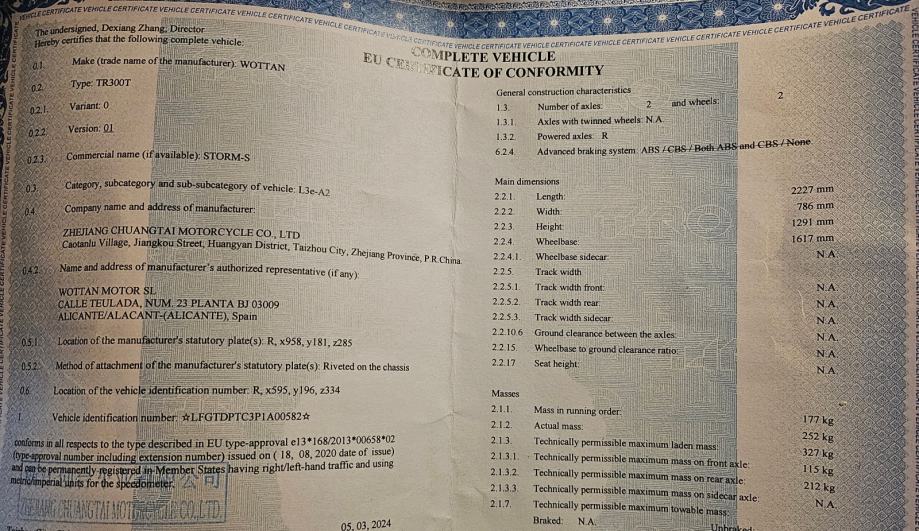 VEHICLE CERTIFICATE VEHICLE CERTIFICATE VEHICLE CERTIFICATE VEHICLE CERTIFICATE VEHICLE CERTIFICATE VEHICLE CERTIFICATE
The undersigned, Dexiang Zhang; Director
Hereby certifies that the following complete vehicle:
0.1. Make (trade name of the manufacturer): WOTTAN
0.2. Type: TR300T
0.2.1. Variant: 0
0.2.2. Version: 01
0.2.3. Commercial name (if available): STORM-S
0.3. Category, subcategory and sub-subcategory of vehicle: L3e-A2
0.4. Company name and address of manufacturer:
ZHEJIANG CHUANGTAI MOTORCYCLE CO., LTD
Caotanlu Village, Jiangkou Street, Huangyan District, Taizhou City, Zhejiang Province, P.R.China.
0.4.2. Name and address of manufacturer's authorized representative (if any):
WOTTAN MOTOR SL
CALLE TEULADA, NUM. 23 PLANTA BJ 03009
ALICANTE/ALACANT-(ALICANTE), Spain
0.5.1. Location of the manufacturer's statutory plate(s): R, x958, y181, z285
0.5.2. Method of attachment of the manufacturer's statutory plate(s): Riveted on the chassis
0.6. Location of the vehicle identification number: R, x595, y196, z334
1. Vehicle identification number: ☆LFGTDPTC3P1A00582☆
conforms in all respects to the type described in EU type-approval e13*168/2013*00658*02
(type-approval number including extension number) issued on ( 18, 08, 2020 date of issue)
and can be permanently registered in Member States having right/left-hand traffic and using
metric/imperial units for the speedometer.
公司
ZHEJIANG CHUANGTAI MOTORCYCLE CO.,LTD.
05, 03, 2024
COMPLETE VEHICLE
EU CERTIFICATE OF CONFORMITY
General construction characteristics
1.3. Number of axles: 2 and wheels: 2
1.3.1. Axles with twinned wheels: N.A.
1.3.2. Powered axles: R
6.2.4. Advanced braking system: ABS / CBS / Both ABS and CBS / None
Main dimensions
2.2.1. Length: 2227 mm
2.2.2. Width: 786 mm
2.2.3. Height: 1291 mm
2.2.4. Wheelbase: 1617 mm
2.2.4.1. Wheelbase sidecar: N.A.
2.2.5. Track width
2.2.5.1. Track width front: N.A.
2.2.5.2. Track width rear: N.A.
2.2.5.3. Track width sidecar: N.A.
2.2.10.6 Ground clearance between the axles: N.A.
2.2.15. Wheelbase to ground clearance ratio: N.A.
2.2.17 Seat height: N.A.
Masses
2.1.1. Mass in running order: 177 kg
2.1.2. Actual mass: 252 kg
2.1.3. Technically permissible maximum laden mass: 327 kg
2.1.3.1. Technically permissible maximum mass on front axle: 115 kg
2.1.3.2. Technically permissible maximum mass on rear axle: 212 kg
2.1.3.3. Technically permissible maximum mass on sidecar axle: N.A.
2.1.7. Technically permissible maximum towable mass:
Braked: N.A. Unbraked: